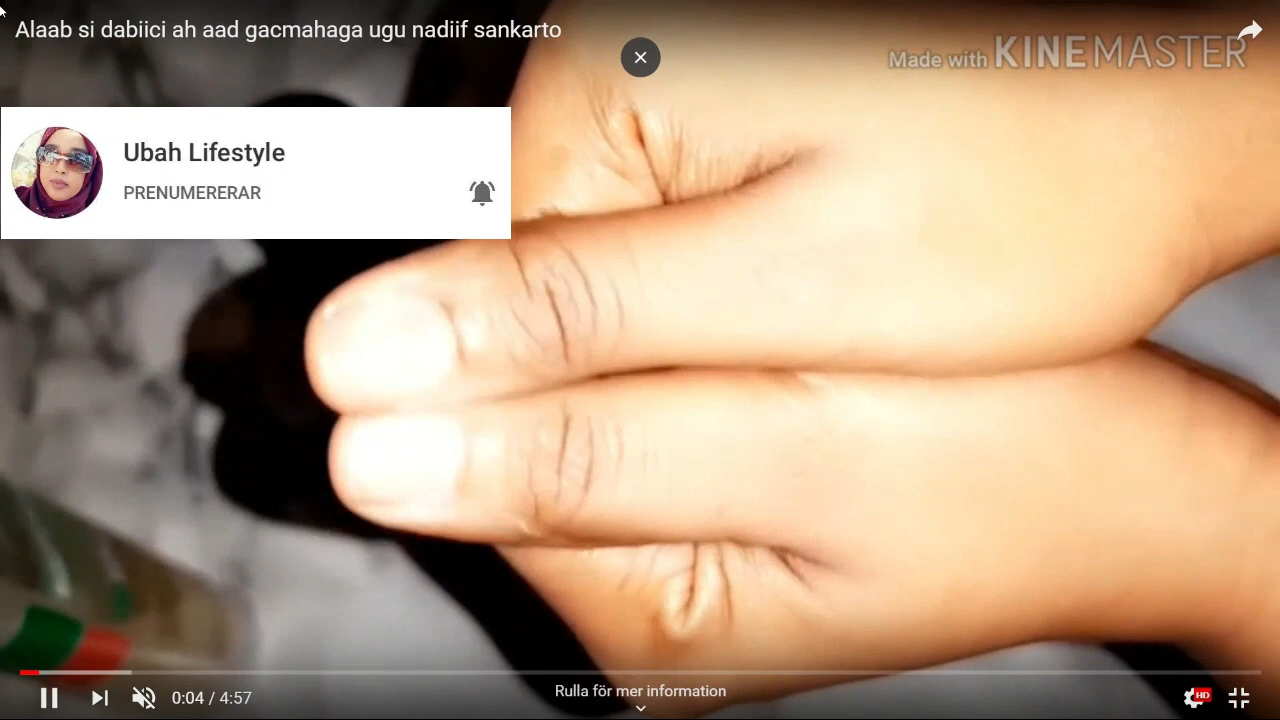 Alaab si dabiici ah aad gacmahaga ugu nadiif sankarto
Made with KINEMASTER
Ubah Lifestyle
PRENUMERERAR
Rulla för mer information
0:04 / 4:57
HD